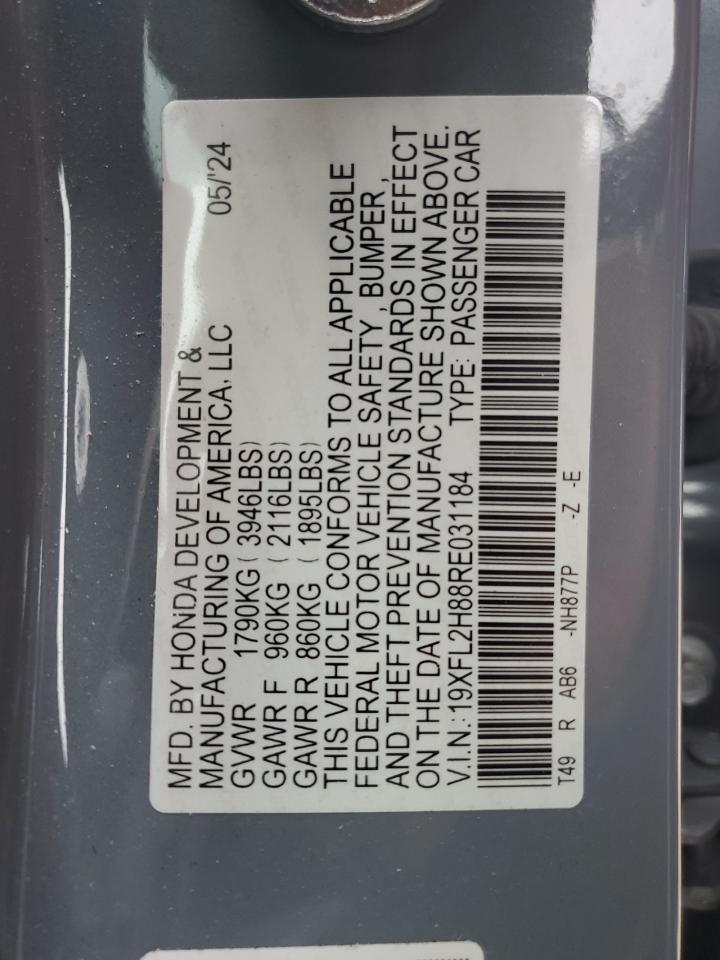 MFD. BY HONDA DEVELOPMENT &
MANUFACTURING OF AMERICA, LLC 05/'24
GVWR 1790KG ( 3946LBS)
GAWR F 960KG ( 2116LBS)
GAWR R 860KG ( 1895LBS)
THIS VEHICLE CONFORMS TO ALL APPLICABLE
FEDERAL MOTOR VEHICLE SAFETY , BUMPER ,
AND THEFT PREVENTION STANDARDS IN EFFECT
ON THE DATE OF MANUFACTURE SHOWN ABOVE.
V.I.N.: 19XFL2H88RE031184 TYPE: PASSENGER CAR
T49 R AB6 -NH877P -Z -E